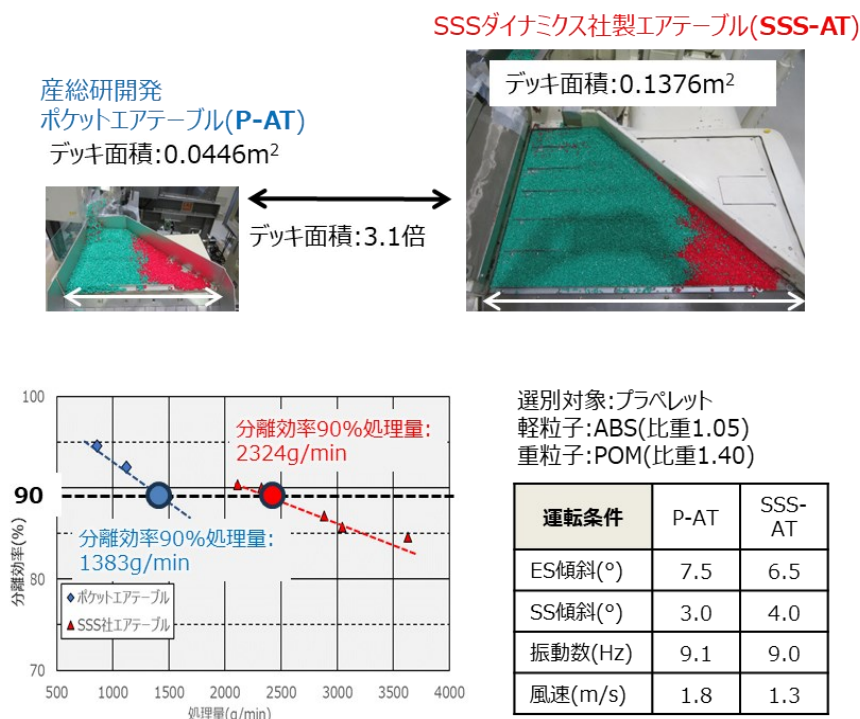 SSSダイナミクス社製エアテーブル(SSS-AT)
デッキ面積:0.1376m²
産総研開発
ポケットエアテーブル(P-AT)
デッキ面積:0.0446m²
デッキ面積:3.1倍
100
90
80
70
分離効率(%)
分離効率90%処理量:
2324g/min
分離効率90%処理量:
1383g/min
ポケットエアテーブル
SSS社エアテーブル
500 1000 1500 2000 2500 3000 3500 4000
処理量(g/min)
選別対象:プラペレット
軽粒子:ABS(比重1.05)
重粒子:POM(比重1.40)
運転条件 P-AT SSS-
AT
ES傾斜(°) 7.5 6.5
SS傾斜(°) 3.0 4.0
振動数(Hz) 9.1 9.0
風速(m/s) 1.8 1.3